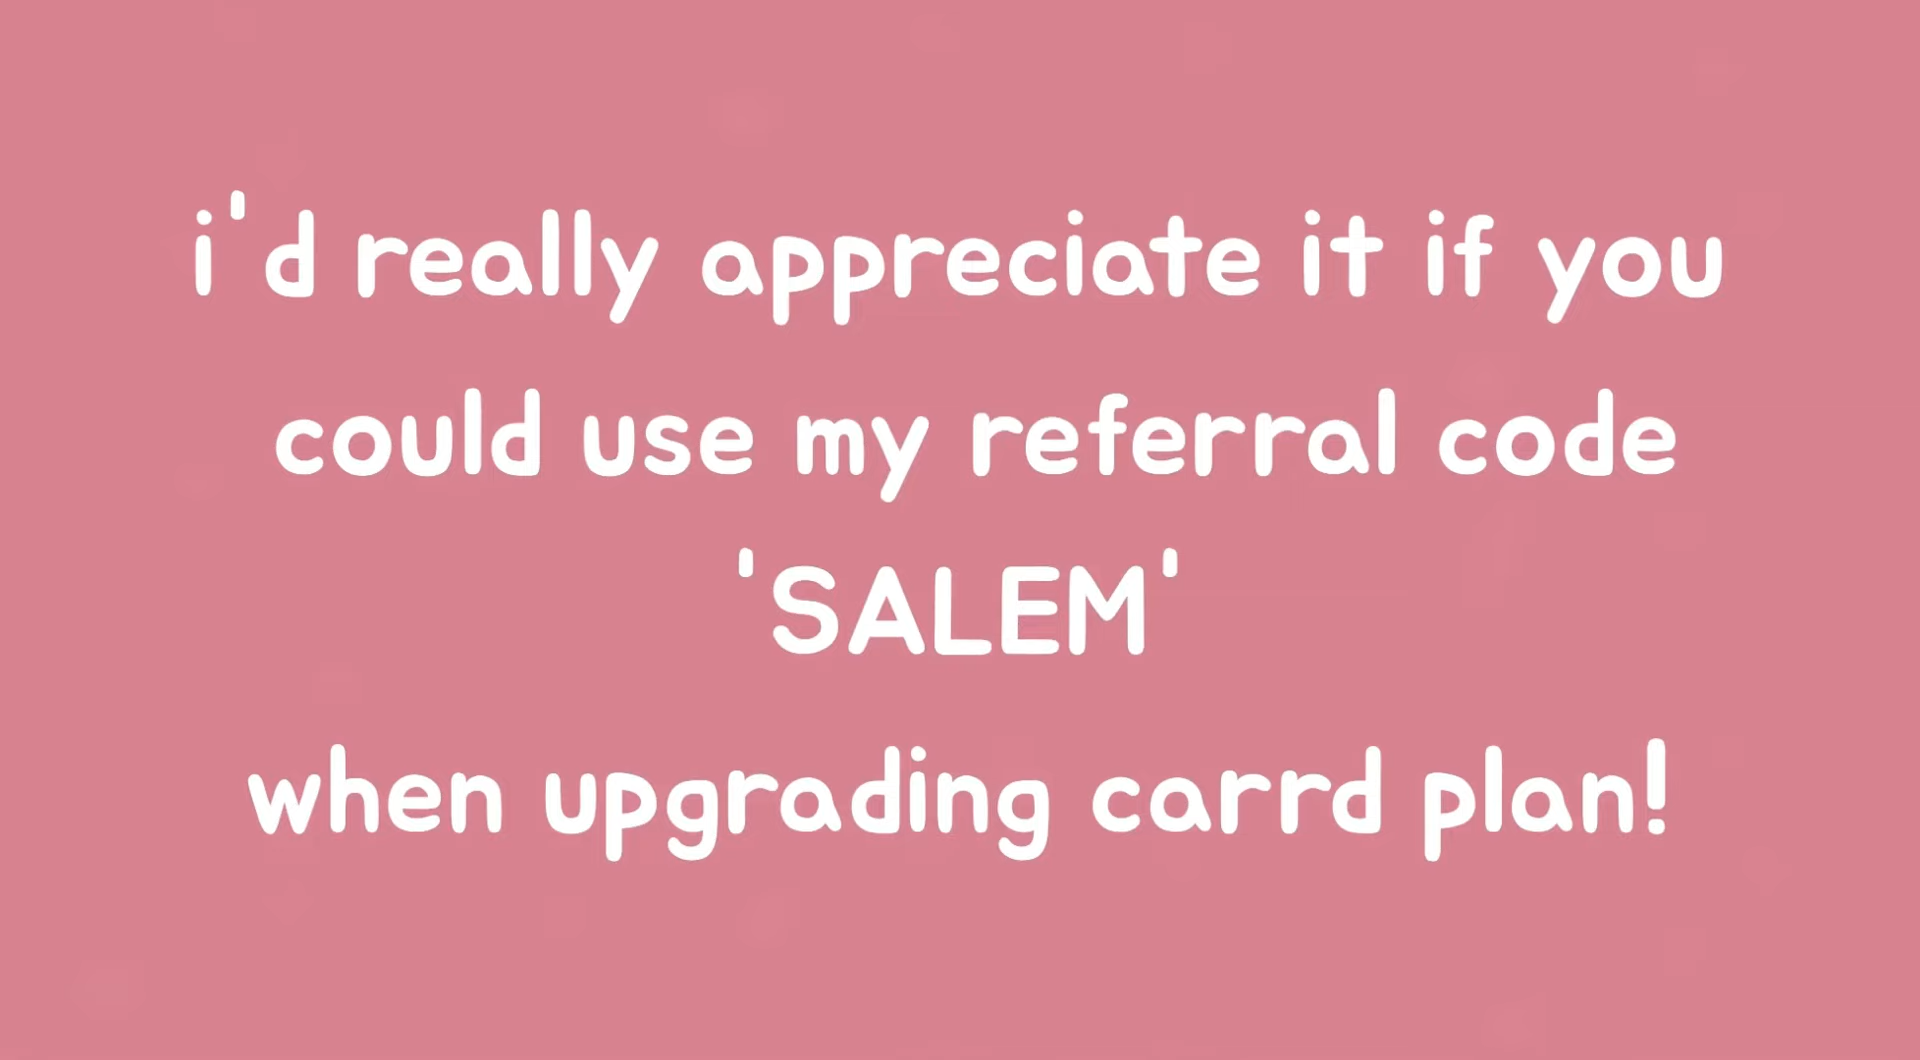 i'd really appreciate it if you
could use my referral code
'SALEM'
when upgrading carrd plan!